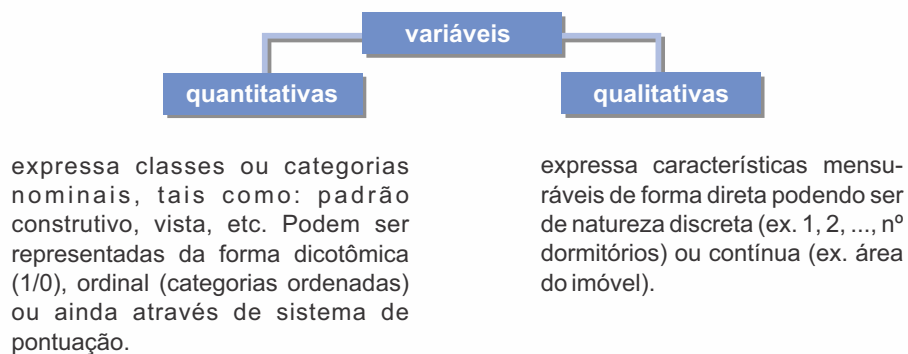 variáveis
quantitativas
qualitativas
expressa classes ou categorias
nominais, tais como: padrão
construtivo, vista, etc. Podem ser
representadas da forma dicotômica
(1/0), ordinal (categorias ordenadas)
ou ainda através de sistema de
pontuação.
expressa características mensu-
ráveis de forma direta podendo ser
de natureza discreta (ex. 1, 2, ..., nº
dormitórios) ou contínua (ex. área
do imóvel).